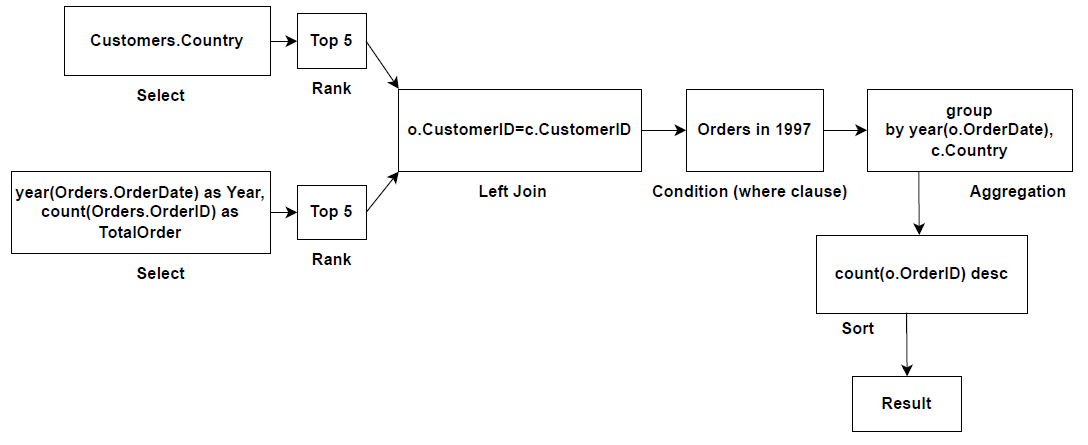 Customers.Country
Select
Top 5
Rank
year(Orders.OrderDate) as Year,
count(Orders.OrderID) as
TotalOrder
Select
Top 5
Rank
o.CustomerID=c.CustomerID
Left Join
Orders in 1997
Condition (where clause)
group
by year(o.OrderDate),
c.Country
Aggregation
count(o.OrderID) desc
Sort
Result